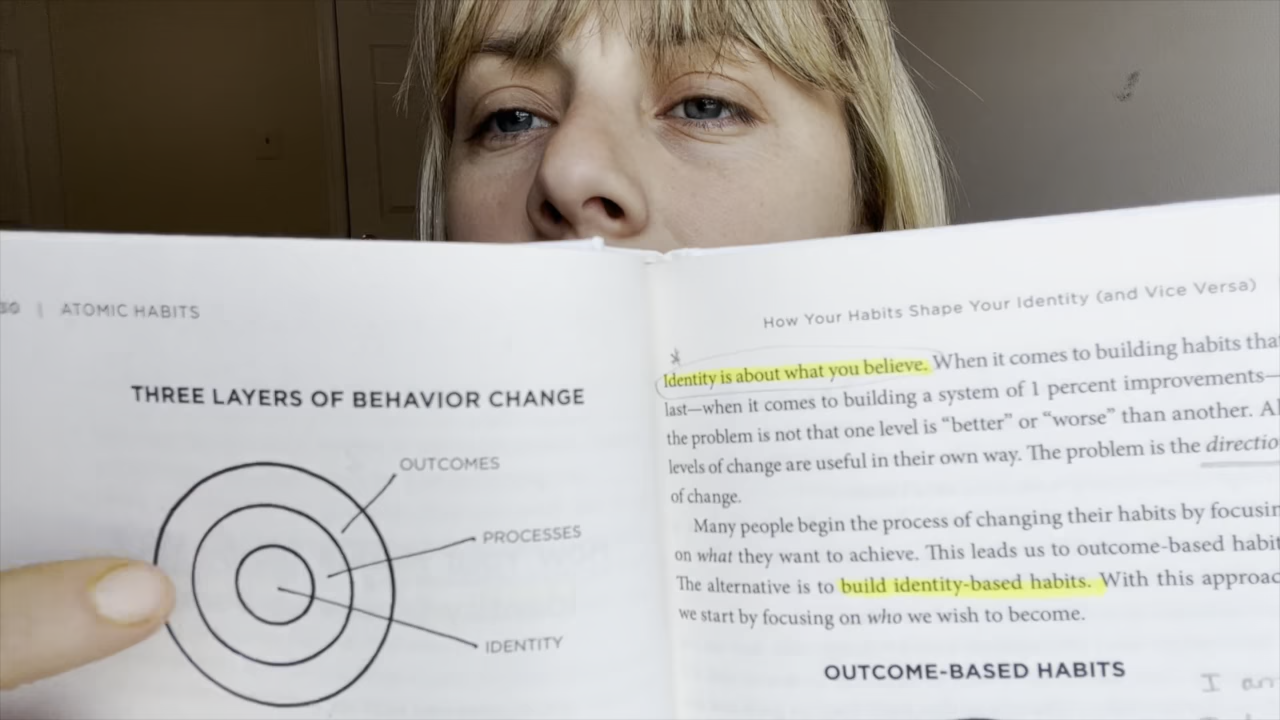 30 | ATOMIC HABITS
THREE LAYERS OF BEHAVIOR CHANGE
OUTCOMES
PROCESSES
IDENTITY
How Your Habits Shape Your Identity (and Vice Versa)
Identity is about what you believe. When it comes to building habits tha
last—when it comes to building a system of 1 percent improvements—
the problem is not that one level is “better” or “worse” than another. Al
levels of change are useful in their own way. The problem is the directio
of change.
Many people begin the process of changing their habits by focusin
on what they want to achieve. This leads us to outcome-based habit
The alternative is to build identity-based habits. With this approac
we start by focusing on who we wish to become.
OUTCOME-BASED HABITS
I am